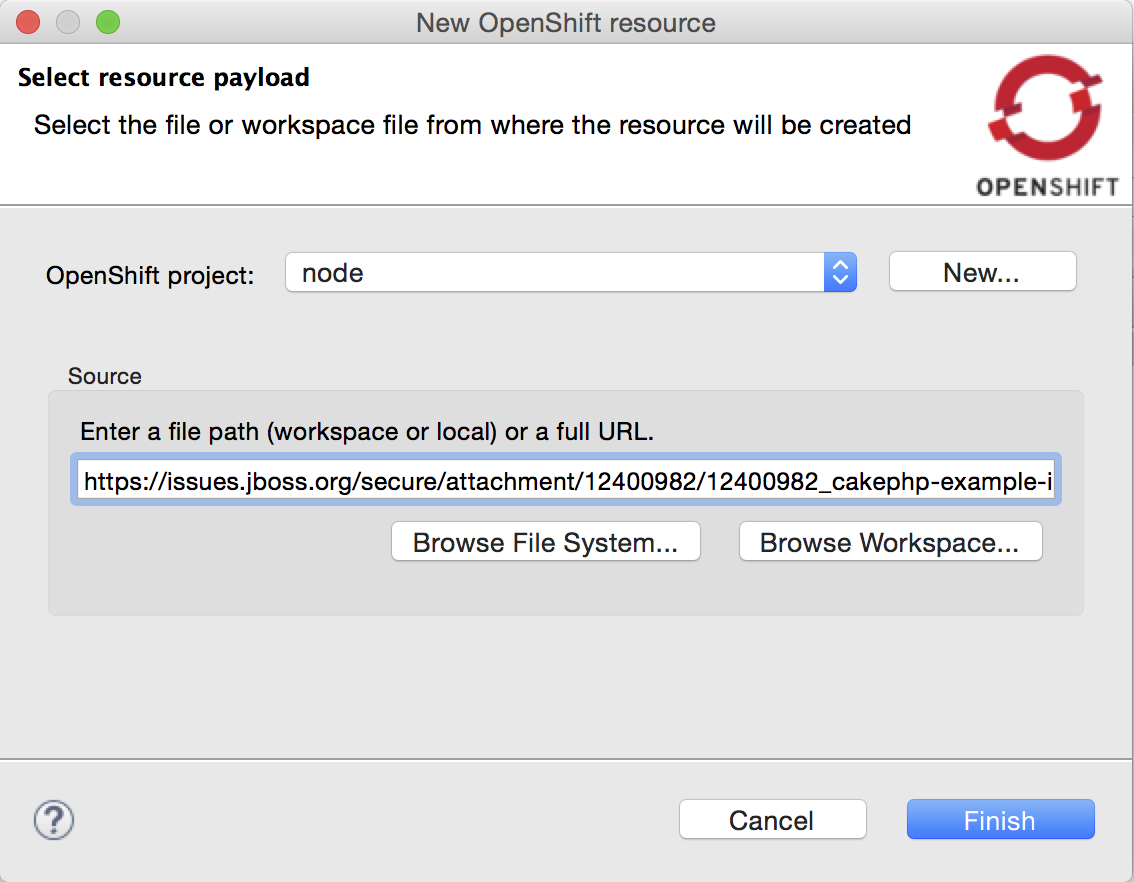 New OpenShift resource
Select resource payload
Select the file or workspace file from where the resource will be created
OPENSHIFT
OpenShift project:
node
New...
Source
Enter a file path (workspace or local) or a full URL.
https://issues.jboss.org/secure/attachment/12400982/12400982_cakephp-example-i
Browse File System...
Browse Workspace...
?
Cancel
Finish